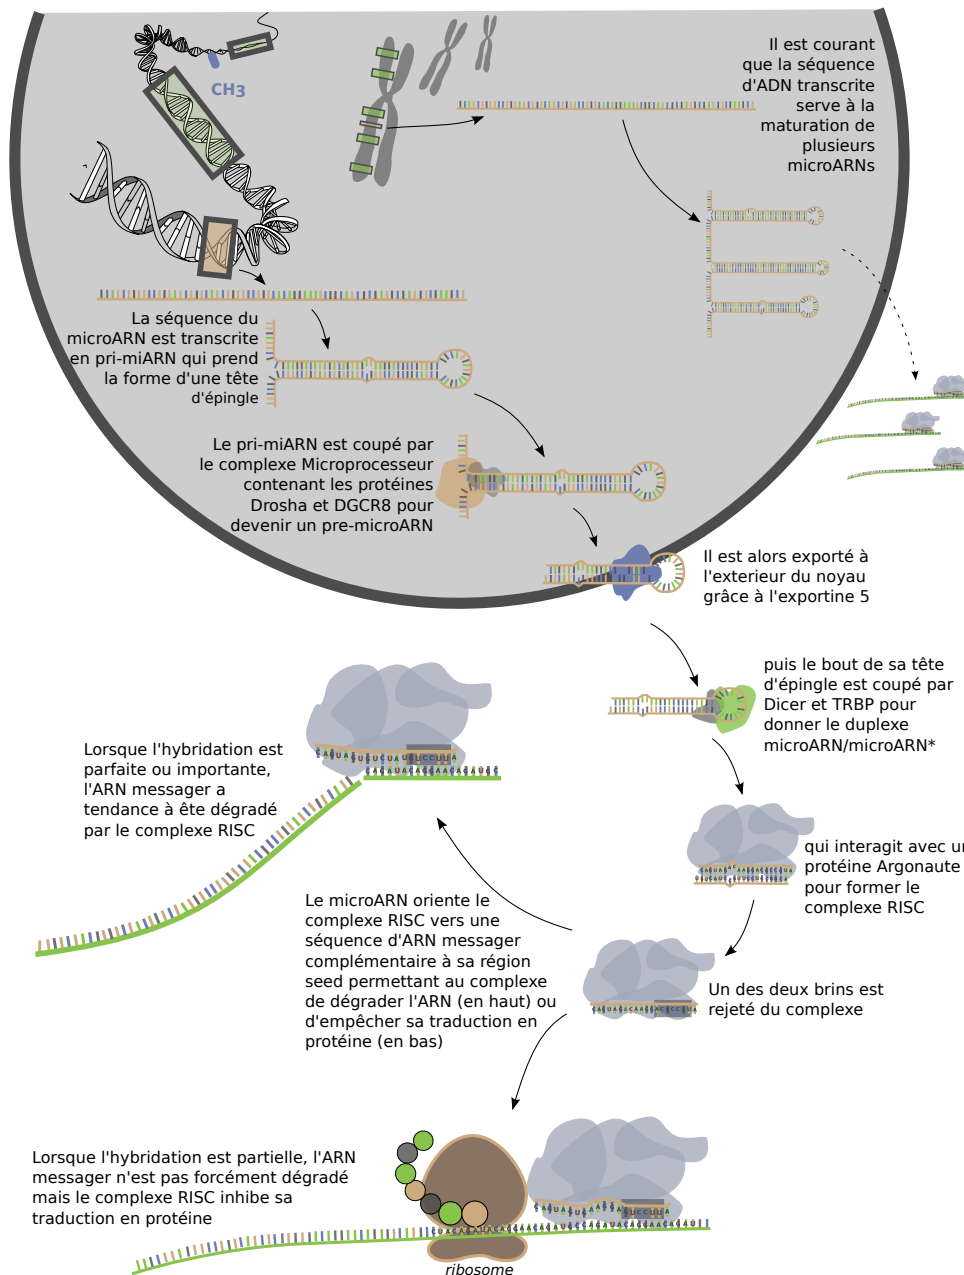 CH3
Il est courant
que la séquence
d'ADN transcrite
serve à la
maturation de
plusieurs
microARNs
La séquence du
microARN est transcrite
en pri-miARN qui prend
la forme d'une tête
d'épingle
Le pri-miARN est coupé par
le complexe Microprocesseur
contenant les protéines
Drosha et DGCR8 pour
devenir un pre-microARN
Il est alors exporté à
l'exterieur du noyau
grâce à l'exportine 5
puis le bout de sa tête
d'épingle est coupé par
Dicer et TRBP pour
donner le duplexe
microARN/microARN*
qui interagit avec un
protéine Argonaute
pour former le
complexe RISC
Un des deux brins est
rejeté du complexe
Lorsque l'hybridation est
parfaite ou importante,
l'ARN messager a
tendance à ête dégradé
par le complexe RISC
Le microARN oriente le
complexe RISC vers une
séquence d'ARN messager
complémentaire à sa région
seed permettant au complexe
de dégrader l'ARN (en haut) ou
d'empêcher sa traduction en
protéine (en bas)
Lorsque l'hybridation est partielle, l'ARN
messager n'est pas forcément dégradé
mais le complexe RISC inhibe sa
traduction en protéine
ribosome